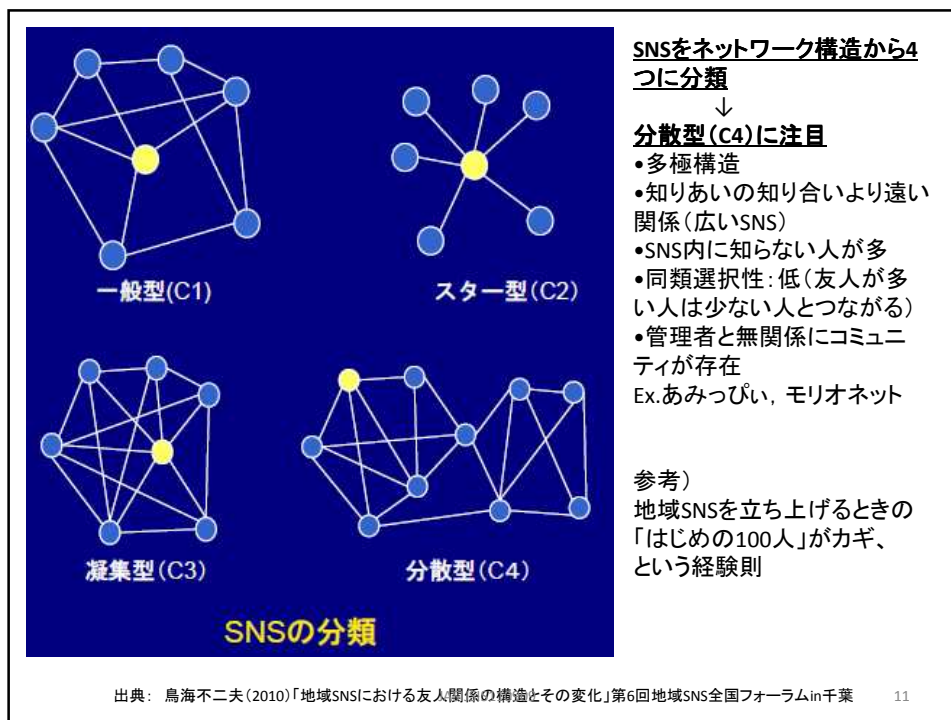 一般型(C1)
スター型(C2)
凝集型(C3)
分散型(C4)
SNSの分類
SNSをネットワーク構造から4
つに分類
↓
分散型(C4)に注目
•多極構造
•知りあいの知り合いより遠い
関係(広いSNS)
•SNS内に知らない人が多
•同類選択性:低(友人が多
い人は少ない人とつながる)
•管理者と無関係にコミュニ
ティが存在
Ex.あみっぴぃ, モリオネット
参考)
地域SNSを立ち上げるときの
「はじめの100人」がカギ、
という経験則
出典: 鳥海不二夫(2010)「地域SNSにおける友人関係の構造とその変化」第6回地域SNS全国フォーラムin千葉
11